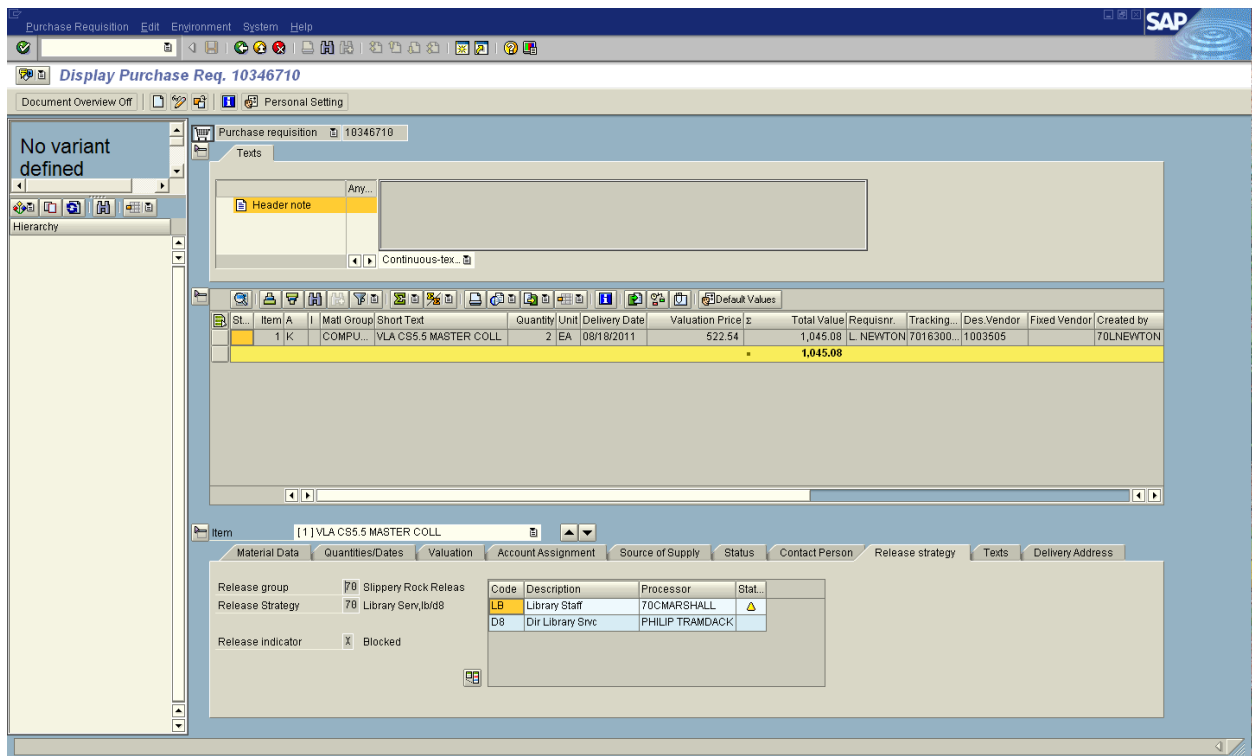 Purchase Requisition Edit Environment System Help
SAP
Display Purchase Req. 10346710
Document Overview Off Personal Setting
No variant
defined
Hierarchy
Purchase requisition 10346710
Texts
Any...
Header note
Continuous-tex...
Default Values
St... Item A I Matl Group Short Text Quantity Unit Delivery Date Valuation Price Σ Total Value Requisnr. Tracking... Des.Vendor Fixed Vendor Created by
1 K COMPU... VLA CS5.5 MASTER COLL 2 EA 08/18/2011 522.54 1,045.08 L. NEWTON 7016300... 1003505 70LNEWTON
1,045.08
Item [ 1 ] VLA CS5.5 MASTER COLL
Material Data Quantities/Dates Valuation Account Assignment Source of Supply Status Contact Person Release strategy Texts Delivery Address
Release group 70 Slippery Rock Releas
Release Strategy 70 Library Serv,lb/d8
Release indicator X Blocked
Code Description Processor Stat...
LB Library Staff 70CMARSHALL
D8 Dir Library Srvc PHILIP TRAMDACK